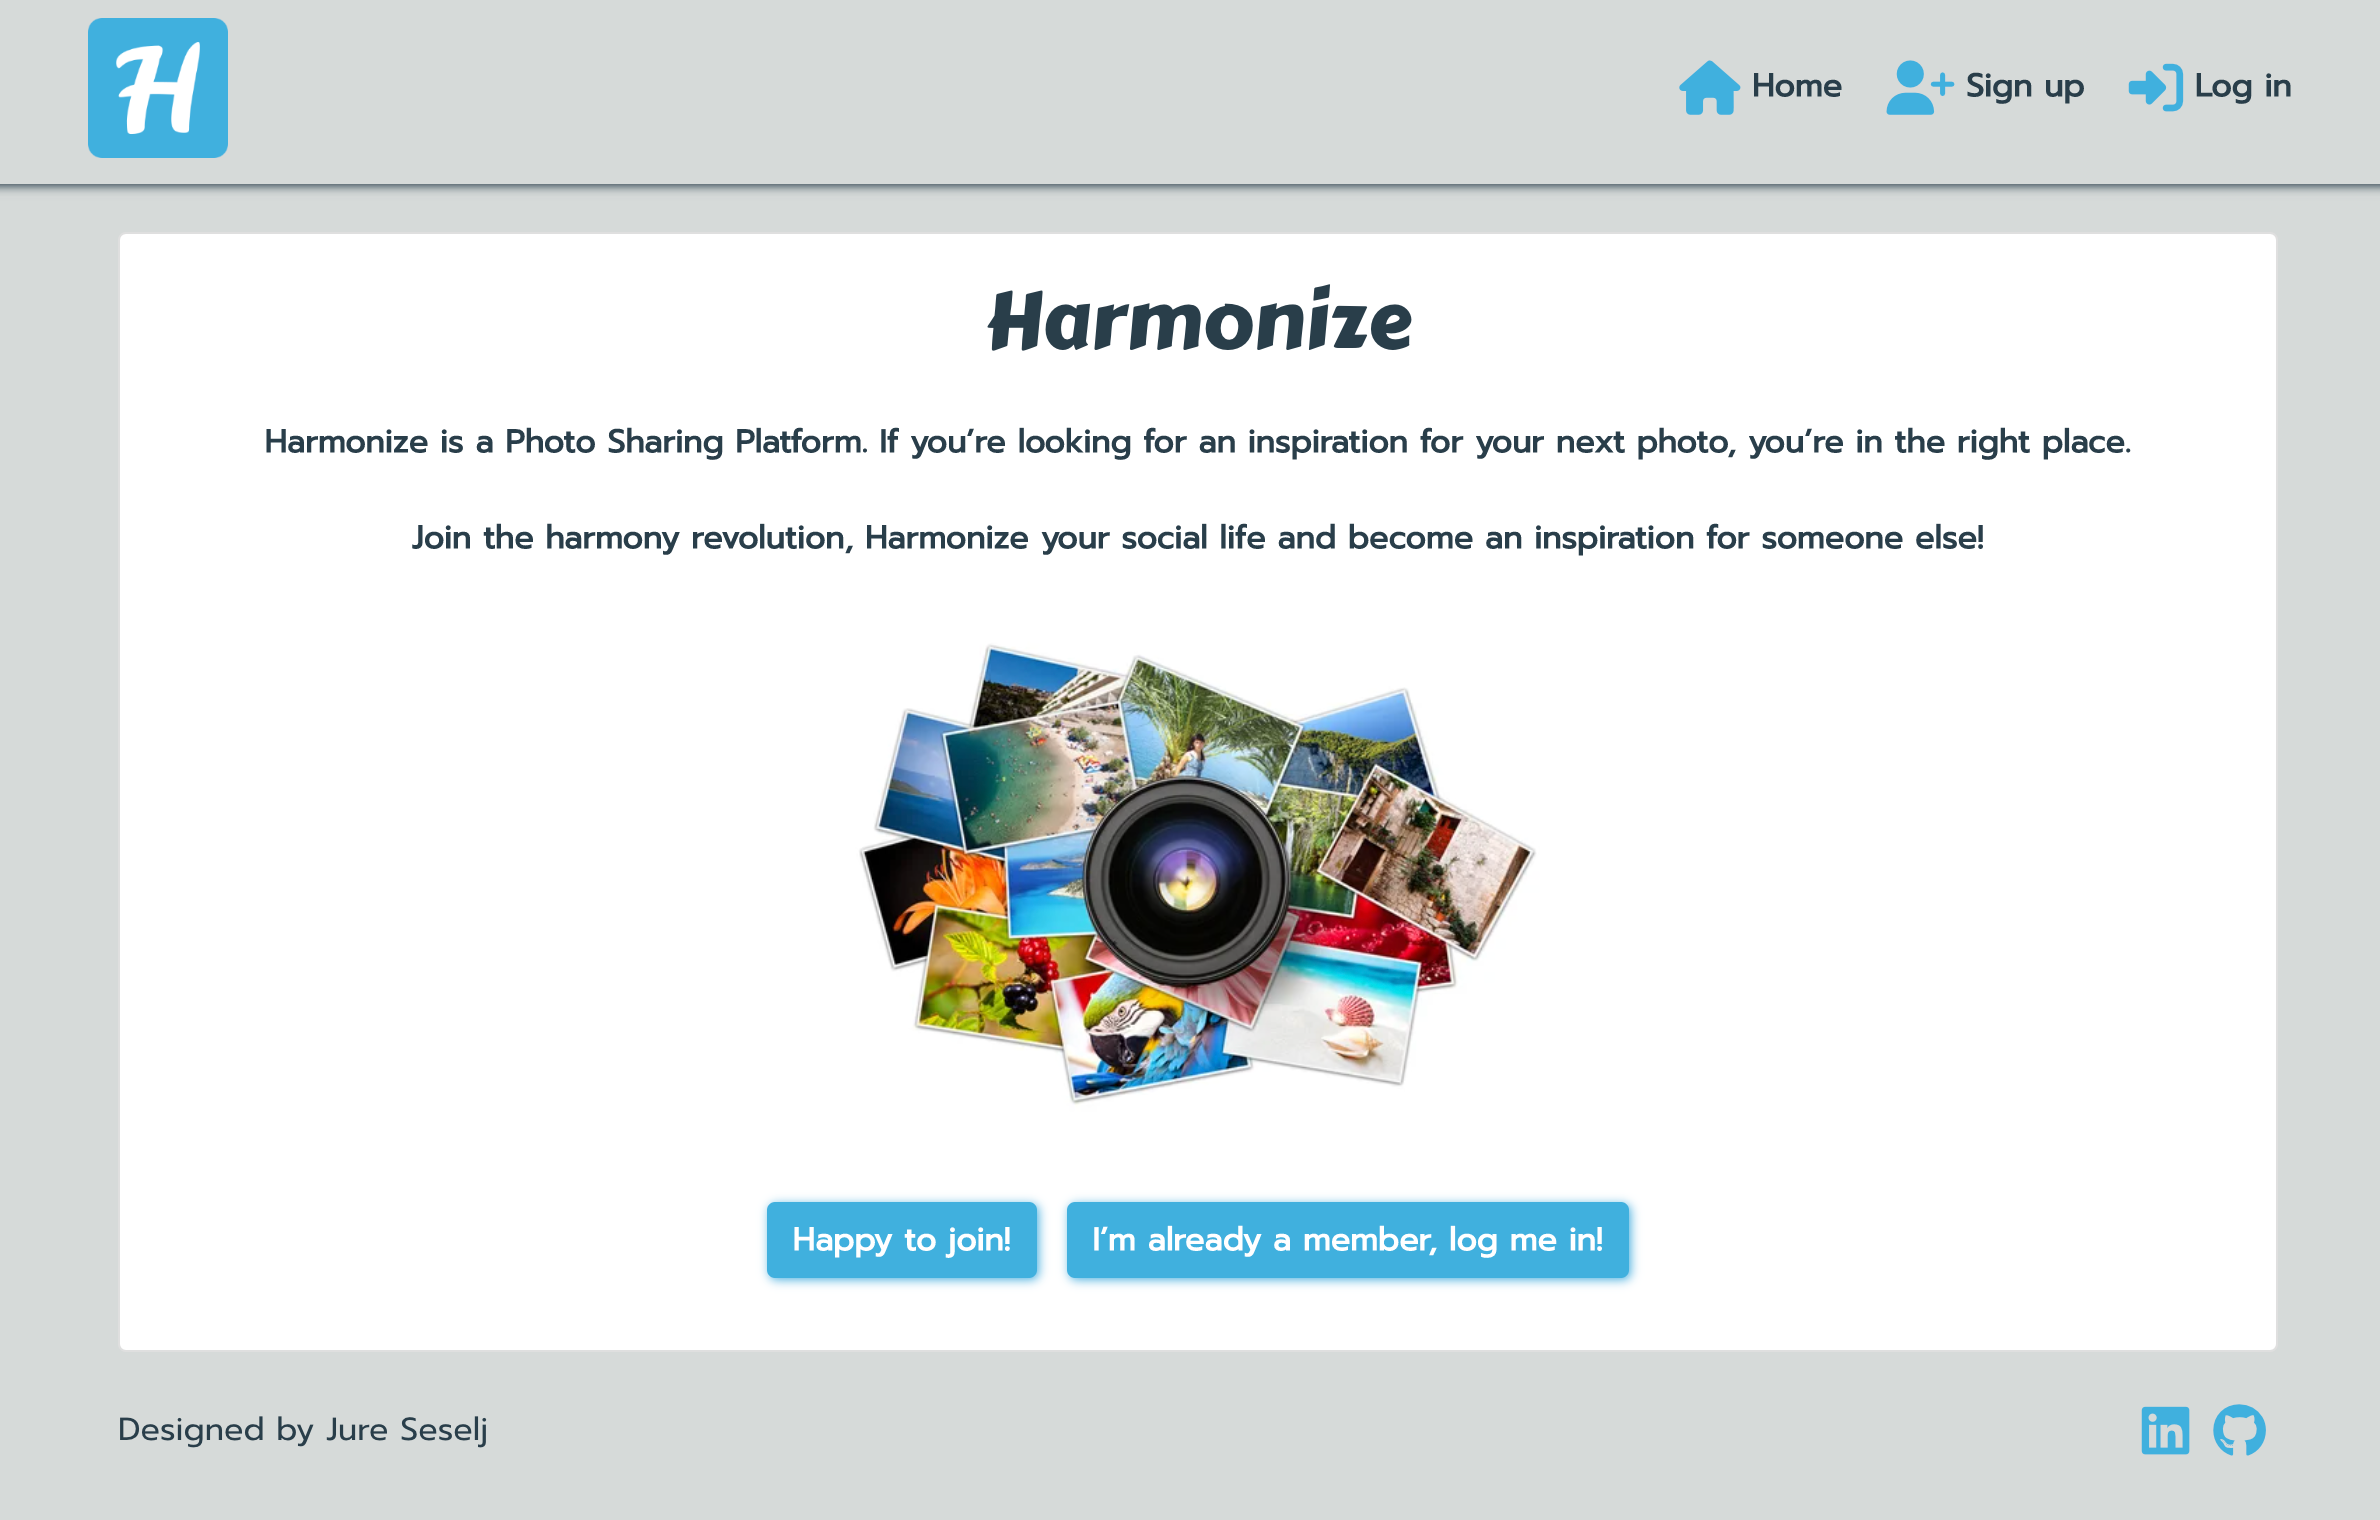 H
Home
Sign up
Log in
Harmonize
Harmonize is a Photo Sharing Platform. If you’re looking for an inspiration for your next photo, you’re in the right place.
Join the harmony revolution, Harmonize your social life and become an inspiration for someone else!
Happy to join!
I’m already a member, log me in!
Designed by Jure Seselj
in